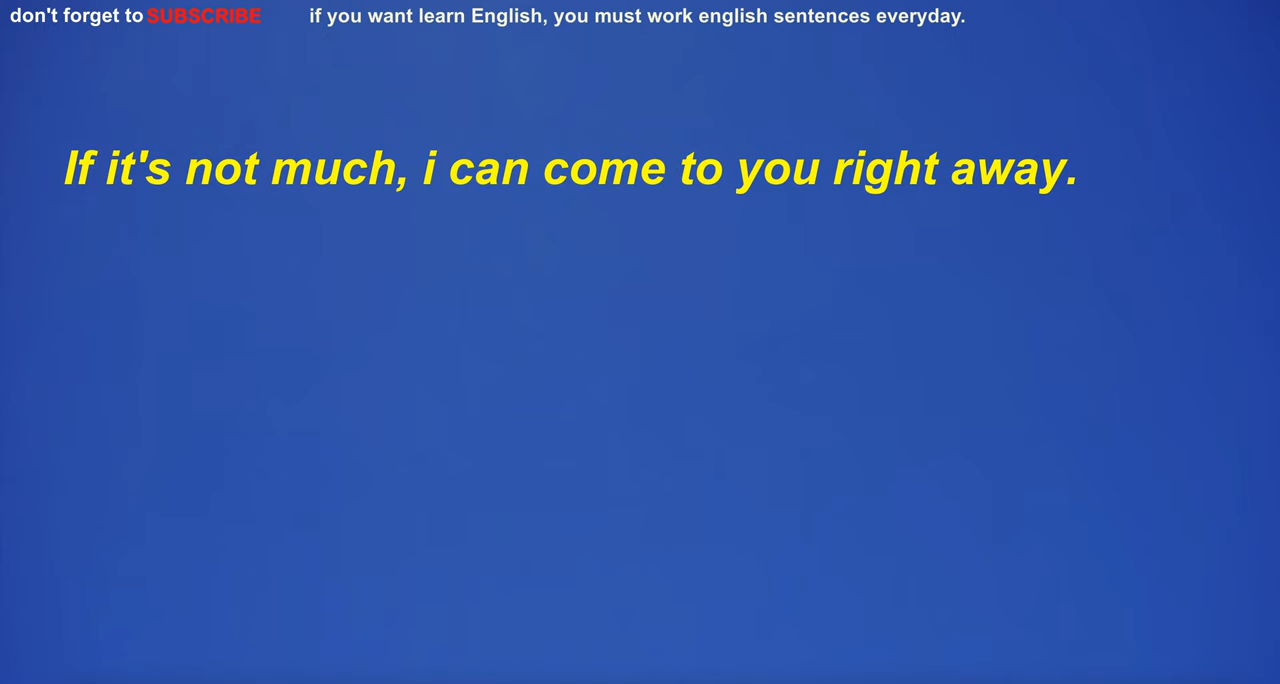 don't forget to SUBSCRIBE if you want learn English, you must work english sentences everyday.
If it's not much, i can come to you right away.